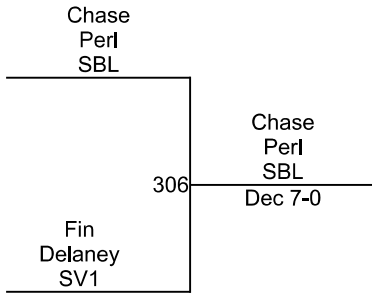 Chase
Perl
SBL
Chase
Perl
SBL
306
Dec 7-0
Fin
Delaney
SV1